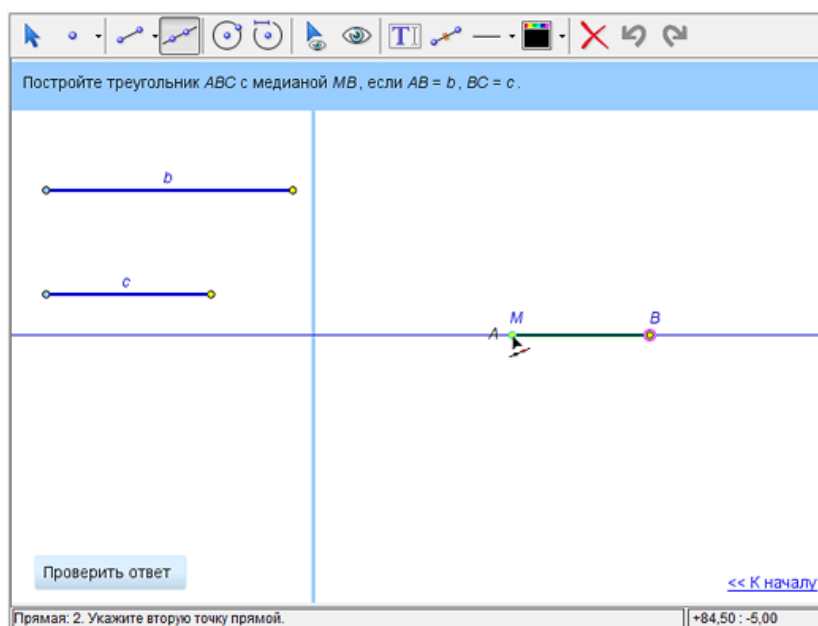 T
Постройте треугольник ABC с медианой MB, если AB = b, BC = c.
b
c
A
M
B
Проверить ответ
<< К началу
Прямая: 2. Укажите вторую точку прямой.
+84,50 : -5,00